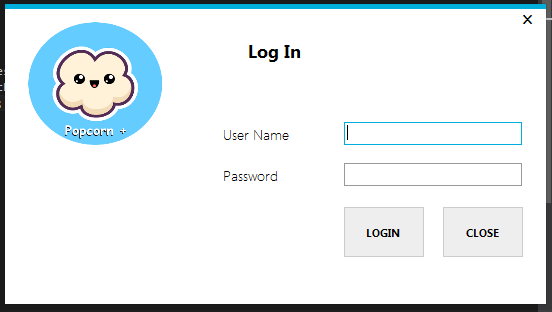 Log In
Popcorn +
User Name
Password
LOGIN
CLOSE